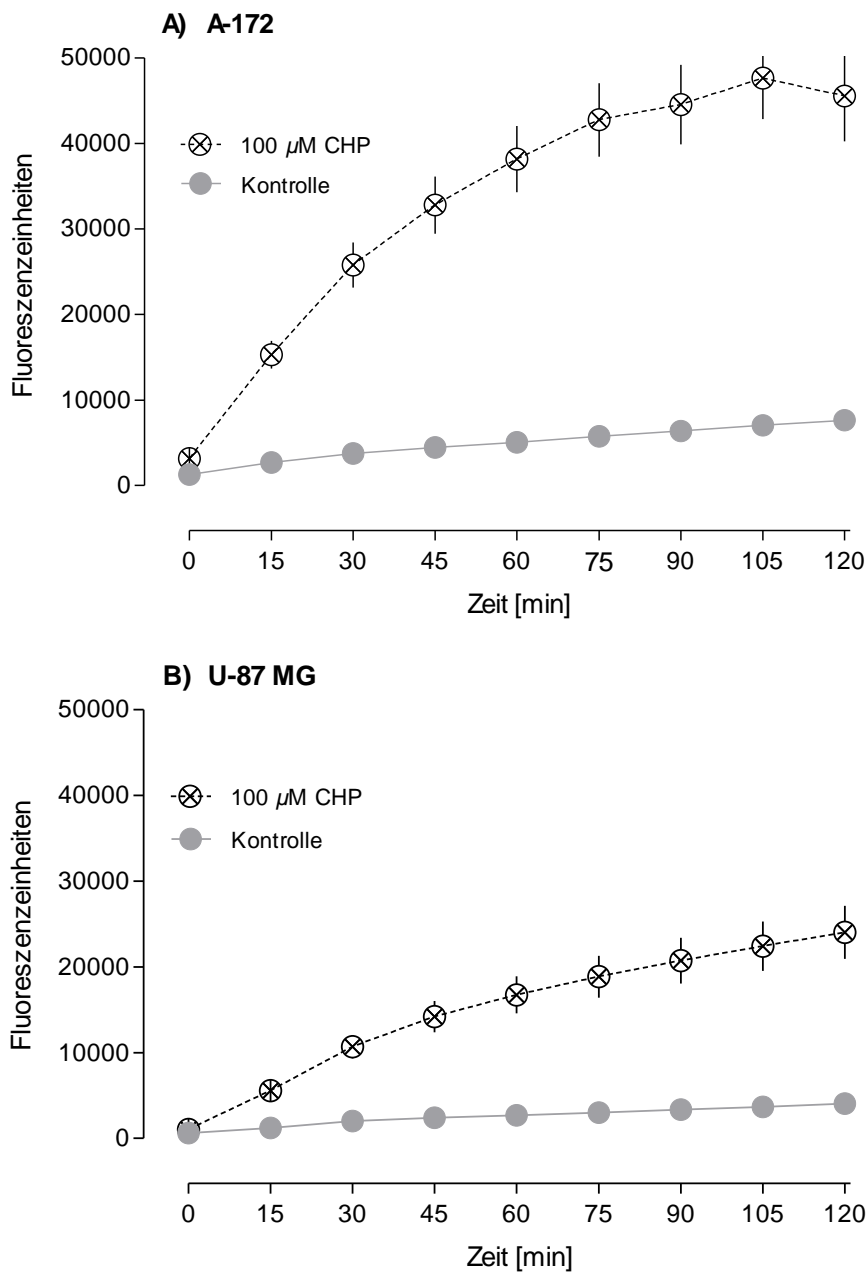 A) A-172
50000
40000
30000
20000
10000
0
Fluoreszenzeinheiten
100 µM CHP
Kontrolle
0 15 30 45 60 75 90 105 120
Zeit [min]
B) U-87 MG
50000
40000
30000
20000
10000
0
Fluoreszenzeinheiten
100 µM CHP
Kontrolle
0 15 30 45 60 75 90 105 120
Zeit [min]